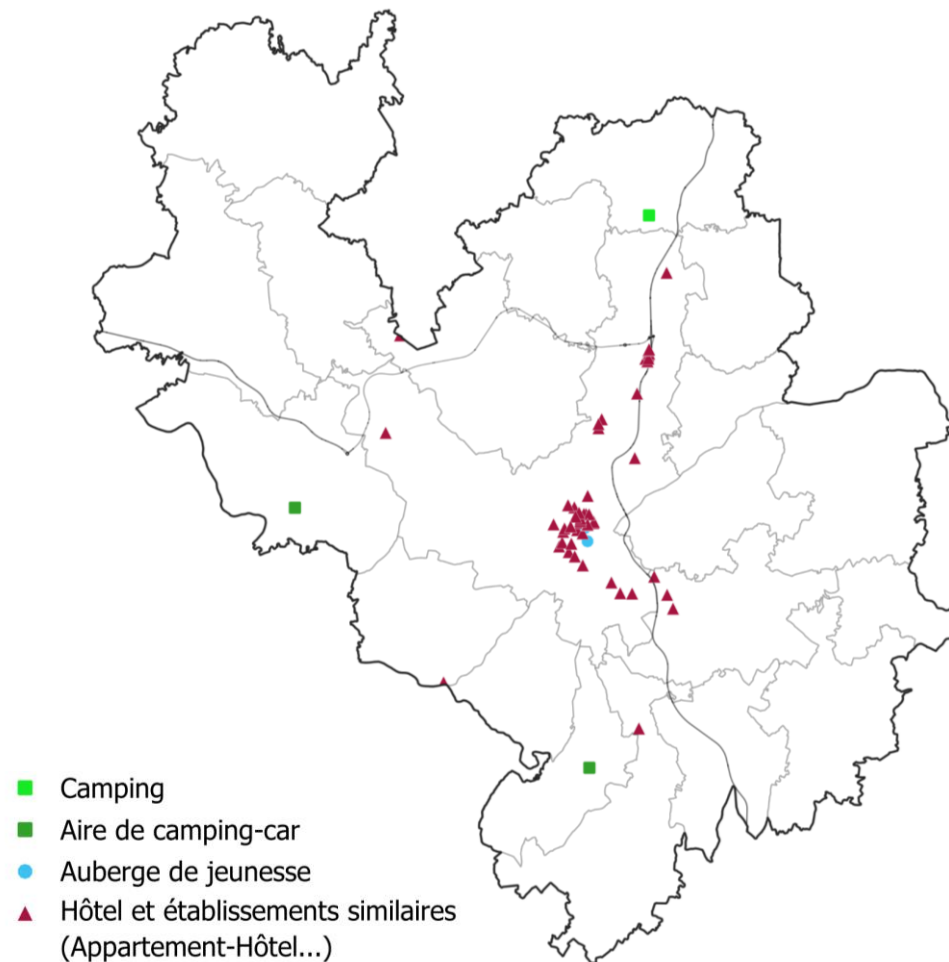 Camping
Aire de camping-car
Auberge de jeunesse
Hôtel et établissements similaires
(Appartement-Hôtel...)